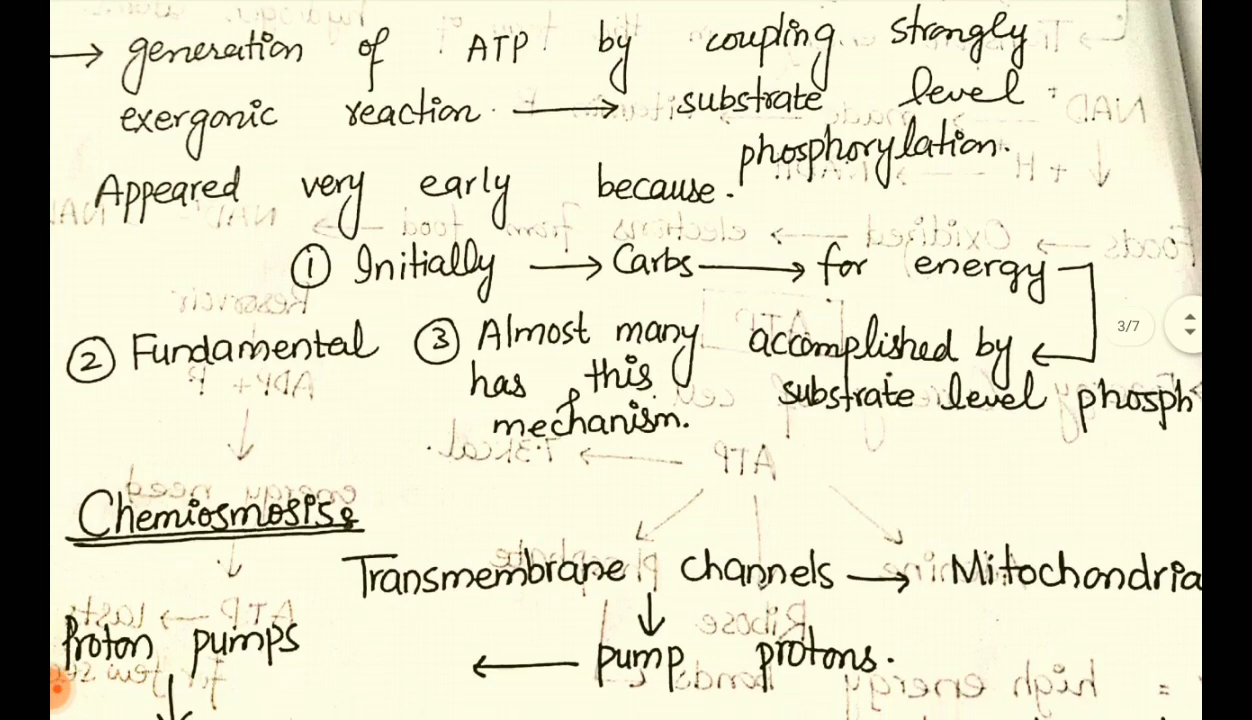 → generation of ATP by coupling strongly
exergonic reaction. → substrate level
phosphorylation.
Appeared very early because.
① Initially → Carbs → for energy
accomplished by
substrate level phosph
② Fundamental
③ Almost many
has this
mechanism.
Chemiosmosis:
Transmembrane channels → Mitochondria
↓
pump protons.
← Proton pumps
↓
3/7